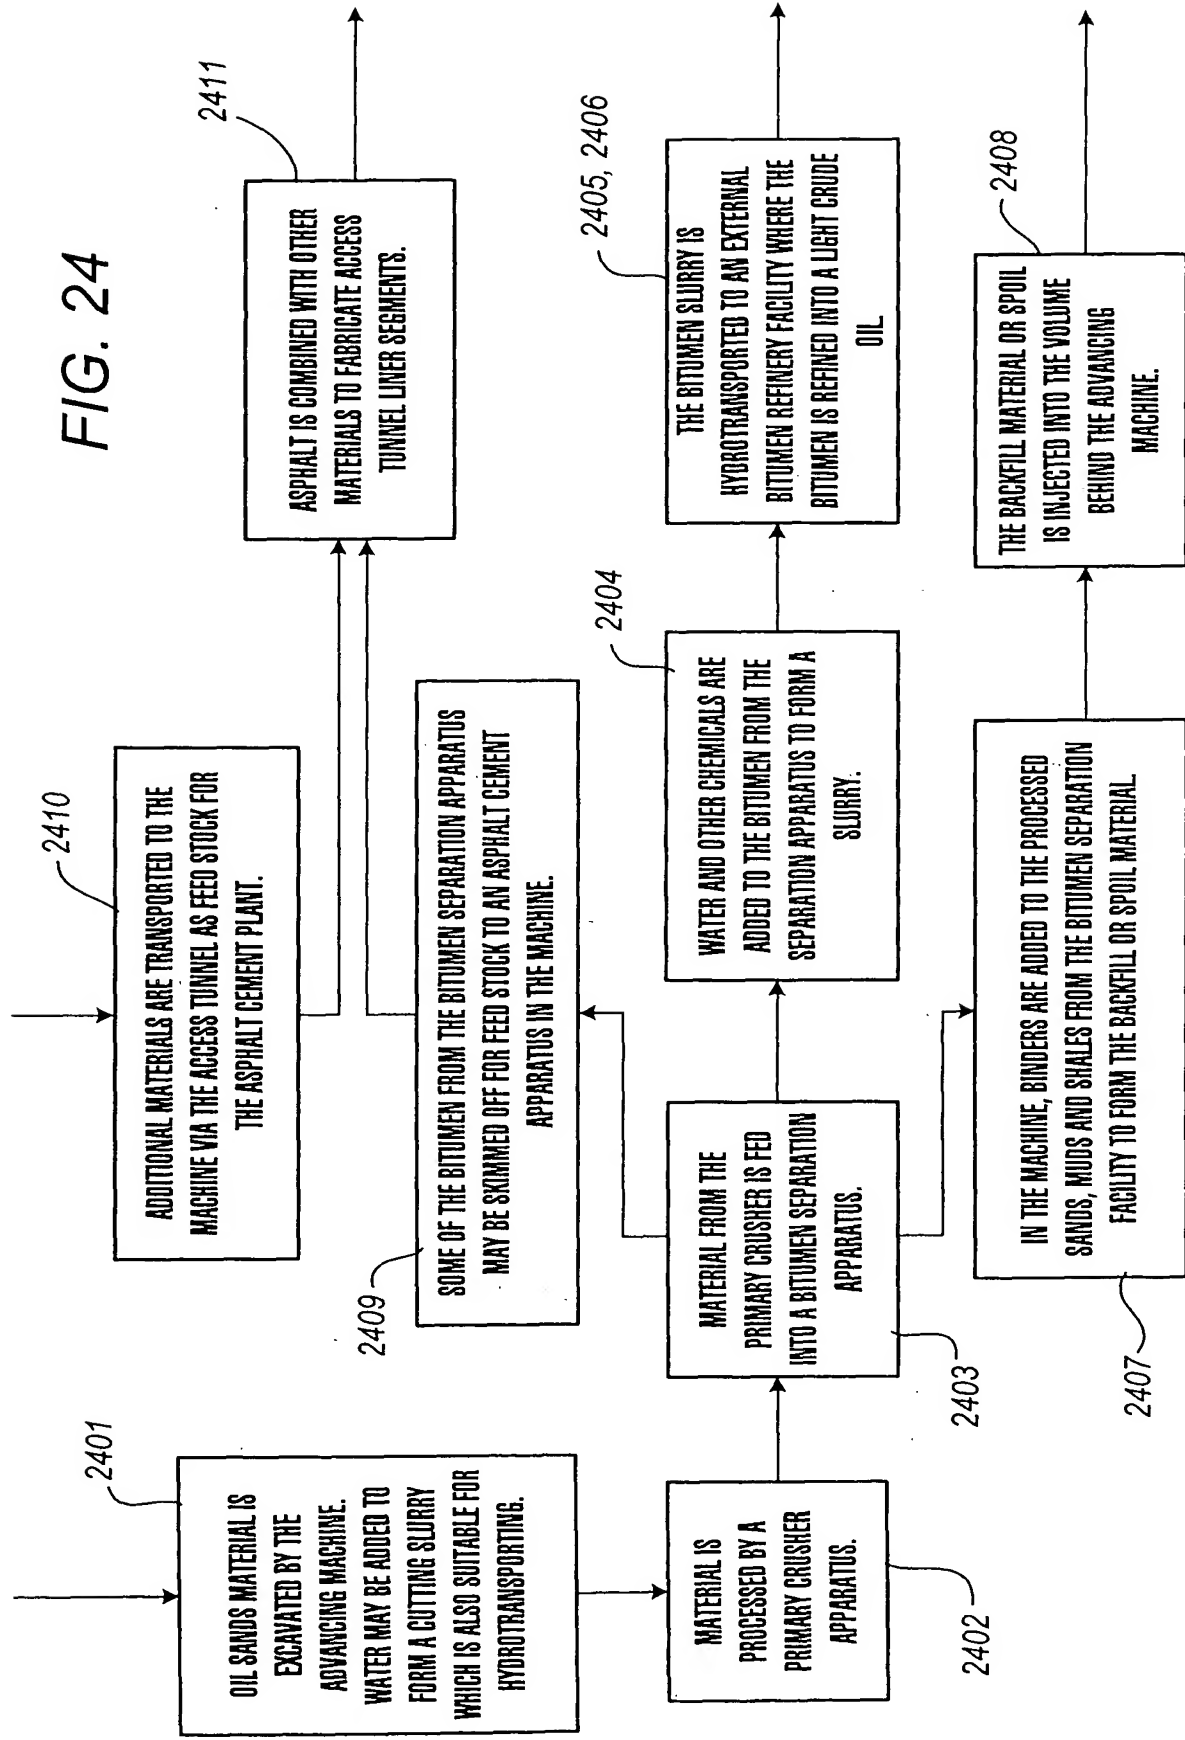 FIG. 24
2401
OIL SANDS MATERIAL IS
EXCAVATED BY THE
ADVANCING MACHINE.
WATER MAY BE ADDED TO
FORM A CUTTING SLURRY
WHICH IS ALSO SUITABLE FOR
HYDROTRANSPORTING.
2410
ADDITIONAL MATERIALS ARE TRANSPORTED TO THE
MACHINE VIA THE ACCESS TUNNEL AS FEED STOCK FOR
THE ASPHALT CEMENT PLANT.
2411
ASPHALT IS COMBINED WITH OTHER
MATERIALS TO FABRICATE ACCESS
TUNNEL LINER SEGMENTS.
2409
SOME OF THE BITUMEN FROM THE BITUMEN SEPARATION APPARATUS
MAY BE SKIMMED OFF FOR FEED STOCK TO AN ASPHALT CEMENT
APPARATUS IN THE MACHINE.
2402
MATERIAL IS
PROCESSED BY A
PRIMARY CRUSHER
APPARATUS.
2403
MATERIAL FROM THE
PRIMARY CRUSHER IS FED
INTO A BITUMEN SEPARATION
APPARATUS.
2404
WATER AND OTHER CHEMICALS ARE
ADDED TO THE BITUMEN FROM THE
SEPARATION APPARATUS TO FORM A
SLURRY.
2405, 2406
THE BITUMEN SLURRY IS
HYDROTRANSPORTED TO AN EXTERNAL
BITUMEN REFINERY FACILITY WHERE THE
BITUMEN IS REFINED INTO A LIGHT CRUDE
OIL
2407
IN THE MACHINE, BINDERS ARE ADDED TO THE PROCESSED
SANDS, MUDS AND SHALES FROM THE BITUMEN SEPARATION
FACILITY TO FORM THE BACKFILL OR SPOIL MATERIAL.
2408
THE BACKFILL MATERIAL OR SPOIL
IS INJECTED INTO THE VOLUME
BEHIND THE ADVANCING
MACHINE.